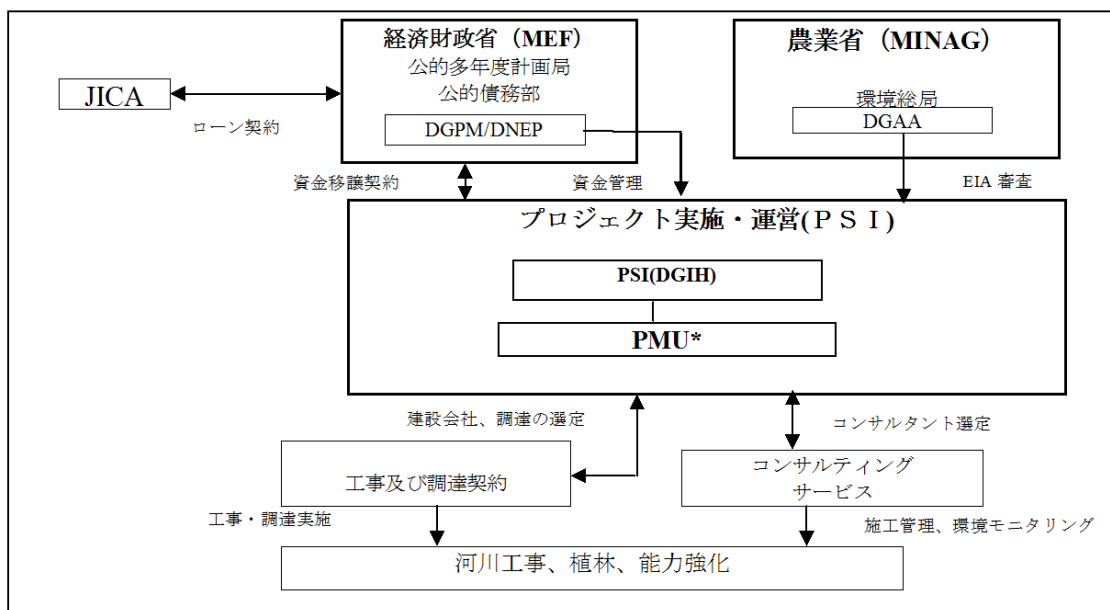 経済財政省（MEF）
公的多年度計画局
公的債務部
DGPM/DNEP
農業省（MINAG）
環境総局
DGAA
JICA
ローン契約
資金移譲契約
資金管理
EIA 審査
プロジェクト実施・運営(ＰＳＩ)
PSI(DGIH)
PMU*
建設会社、調達の選定
コンサルタント選定
工事及び調達契約
コンサルティング
サービス
工事・調達実施
施工管理、環境モニタリング
河川工事、植林、能力強化